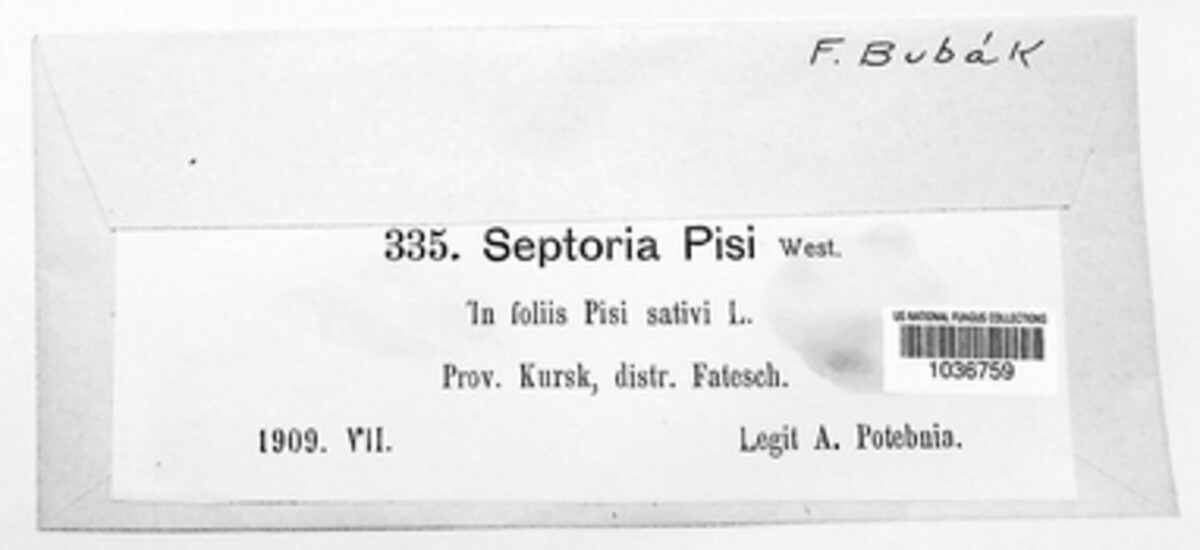 F. Bubák
335. Septoria Pisi West.
In foliis Pisi sativi L.
US NATIONAL FUNGUS COLLECTIONS
1036759
Prov. Kursk, distr. Fatesch.
1909. VII.
Legit A. Potebnia.